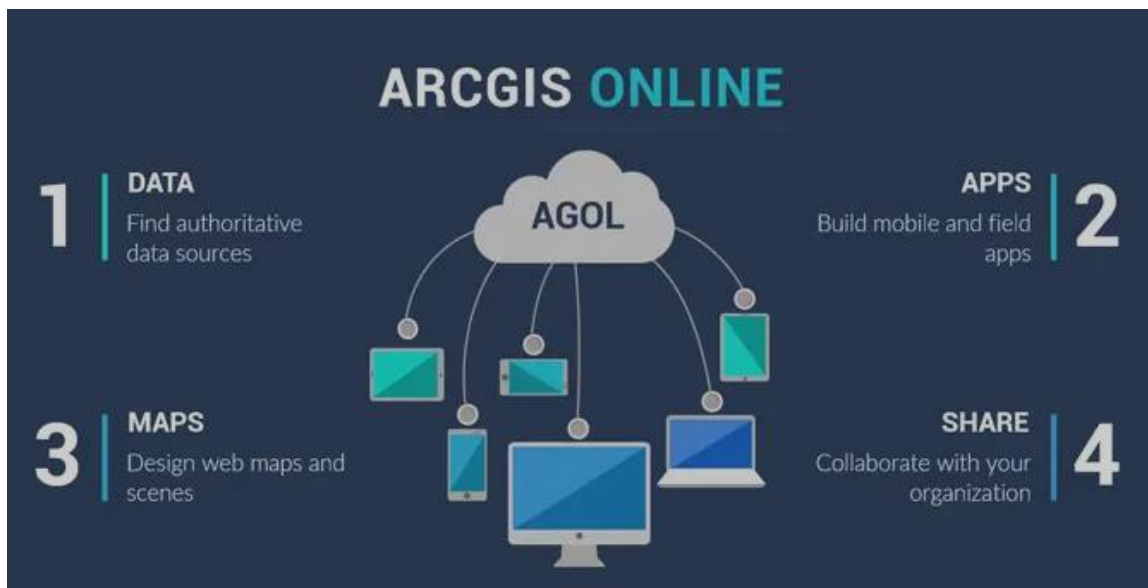 ARCGIS ONLINE
AGOL
1
DATA
Find authoritative
data sources
2
APPS
Build mobile and field
apps
3
MAPS
Design web maps and
scenes
4
SHARE
Collaborate with your
organization